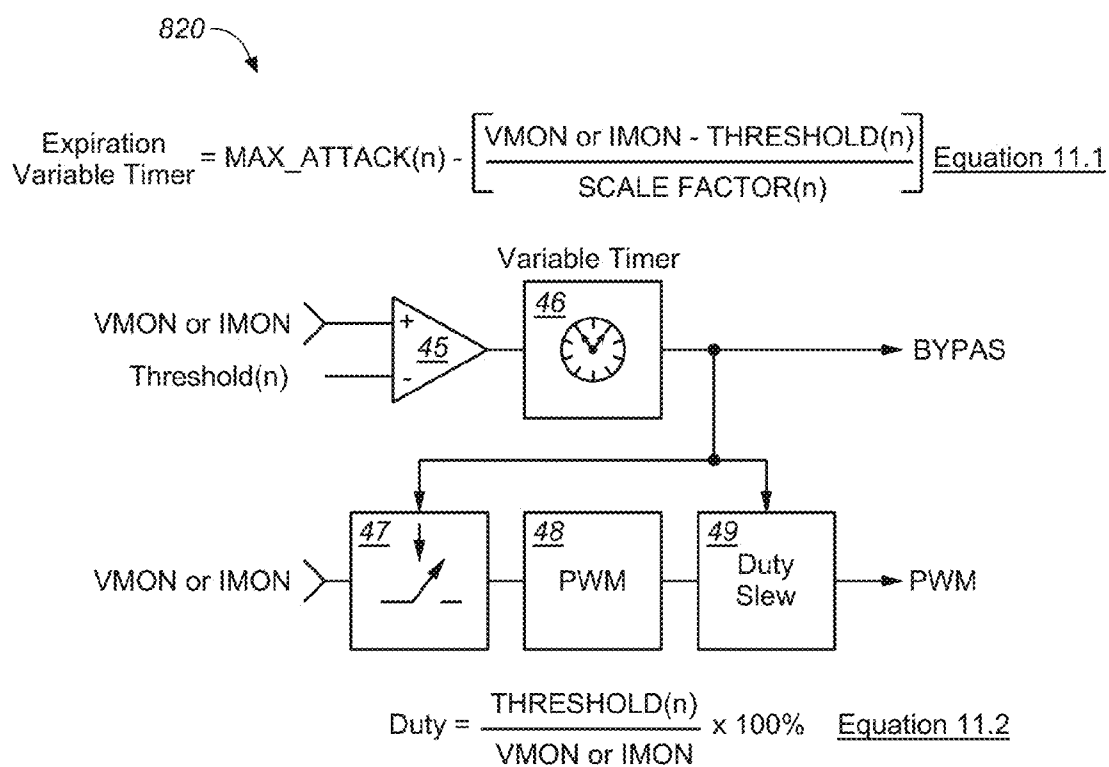 820
Expiration
Variable Timer = MAX_ATTACK(n) - [ VMON or IMON - THRESHOLD(n) / SCALE FACTOR(n) ] Equation 11.1
Variable Timer
VMON or IMON
+
45
46
BYPAS
Threshold(n)
-
47
48
49
VMON or IMON
PWM
Duty
Slew
PWM
Duty = THRESHOLD(n) / VMON or IMON x 100% Equation 11.2